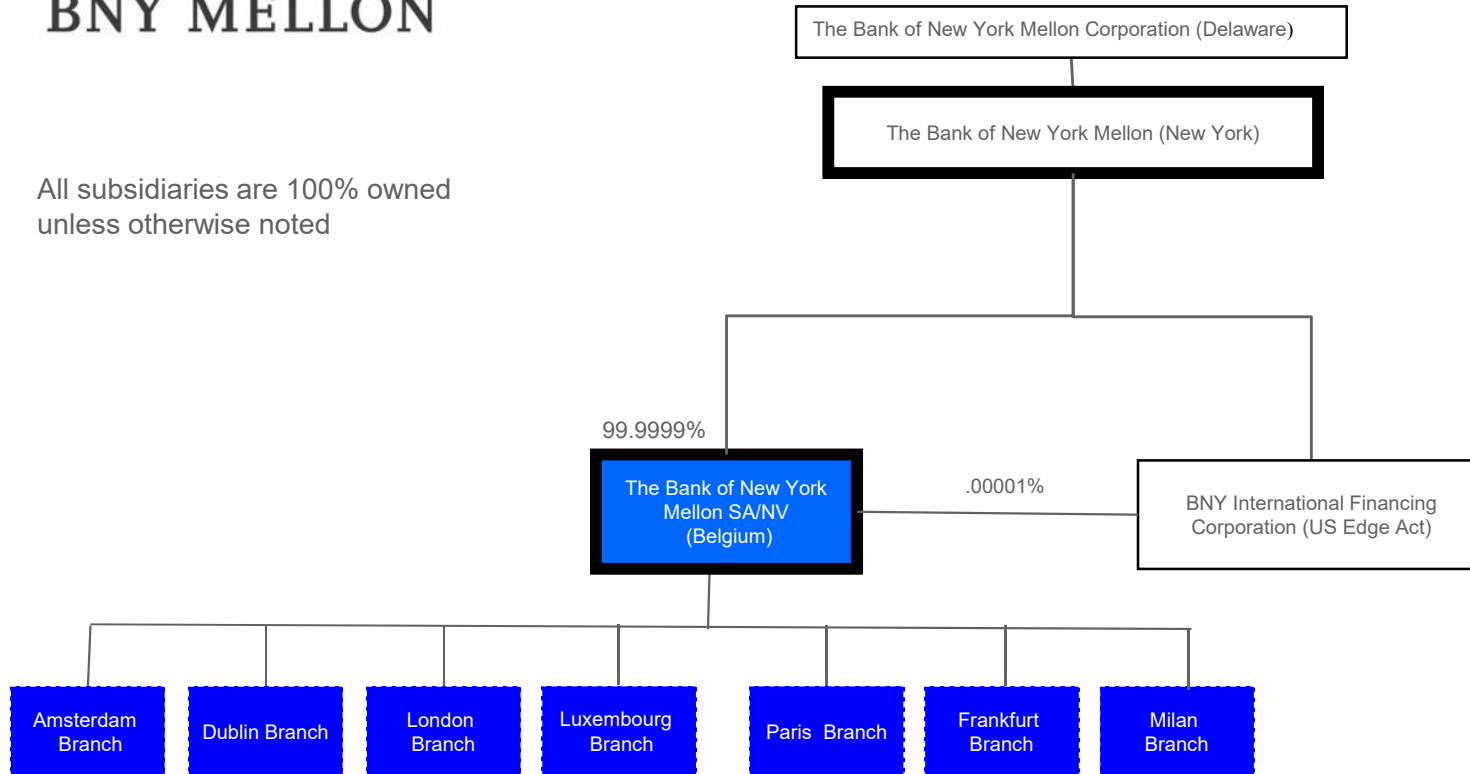 BNY MELLON
The Bank of New York Mellon Corporation (Delaware)
The Bank of New York Mellon (New York)
All subsidiaries are 100% owned
unless otherwise noted
99.9999%
The Bank of New York
Mellon SA/NV
(Belgium)
.00001%
BNY International Financing
Corporation (US Edge Act)
Amsterdam
Branch
Dublin Branch
London
Branch
Luxembourg
Branch
Paris Branch
Frankfurt
Branch
Milan
Branch